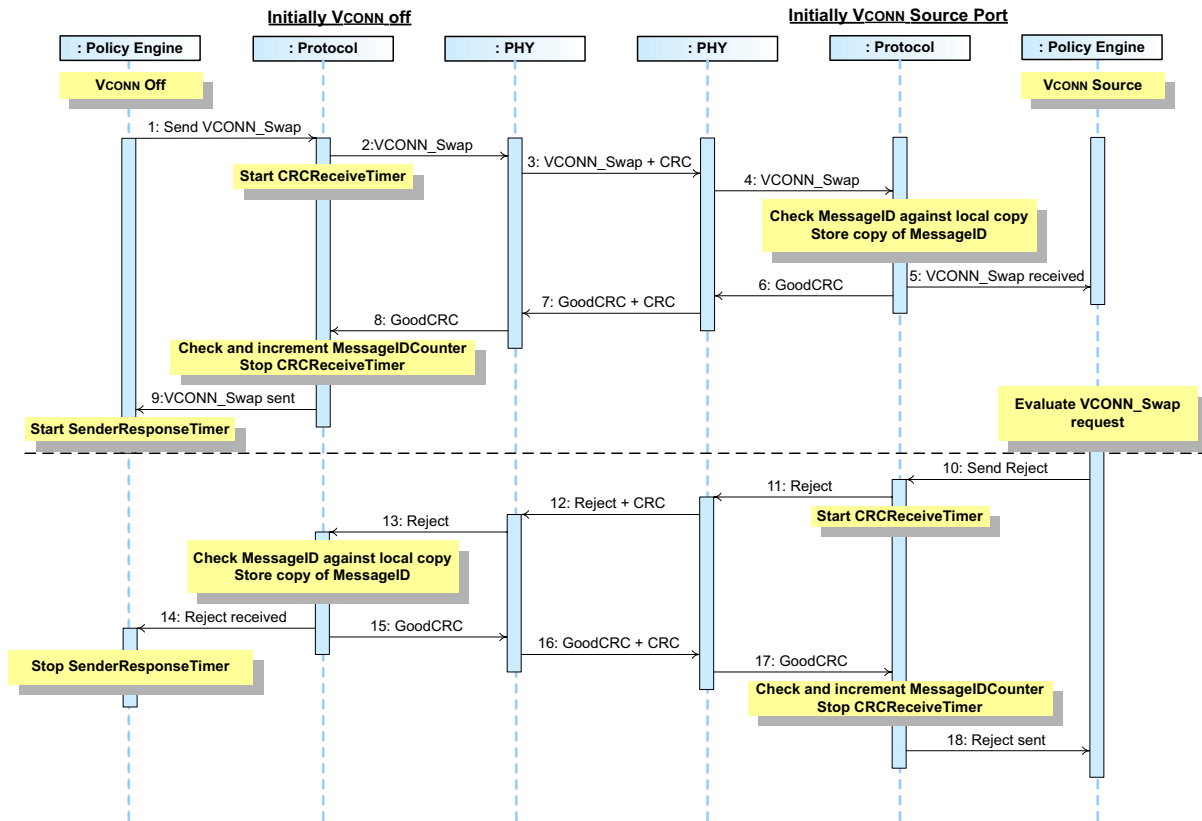 Initially VCONN off
Initially VCONN Source Port
: Policy Engine
: Protocol
: PHY
: PHY
: Protocol
: Policy Engine
VCONN Off
VCONN Source
1: Send VCONN_Swap
2:VCONN_Swap
3: VCONN_Swap + CRC
Start CRCReceiveTimer
4: VCONN_Swap
Check MessageID against local copy
Store copy of MessageID
5: VCONN_Swap received
6: GoodCRC
7: GoodCRC + CRC
8: GoodCRC
Check and increment MessageIDCounter
Stop CRCReceiveTimer
9:VCONN_Swap sent
Start SenderResponseTimer
Evaluate VCONN_Swap
request
10: Send Reject
11: Reject
12: Reject + CRC
Start CRCReceiveTimer
13: Reject
Check MessageID against local copy
Store copy of MessageID
14: Reject received
15: GoodCRC
16: GoodCRC + CRC
Stop SenderResponseTimer
17: GoodCRC
Check and increment MessageIDCounter
Stop CRCReceiveTimer
18: Reject sent